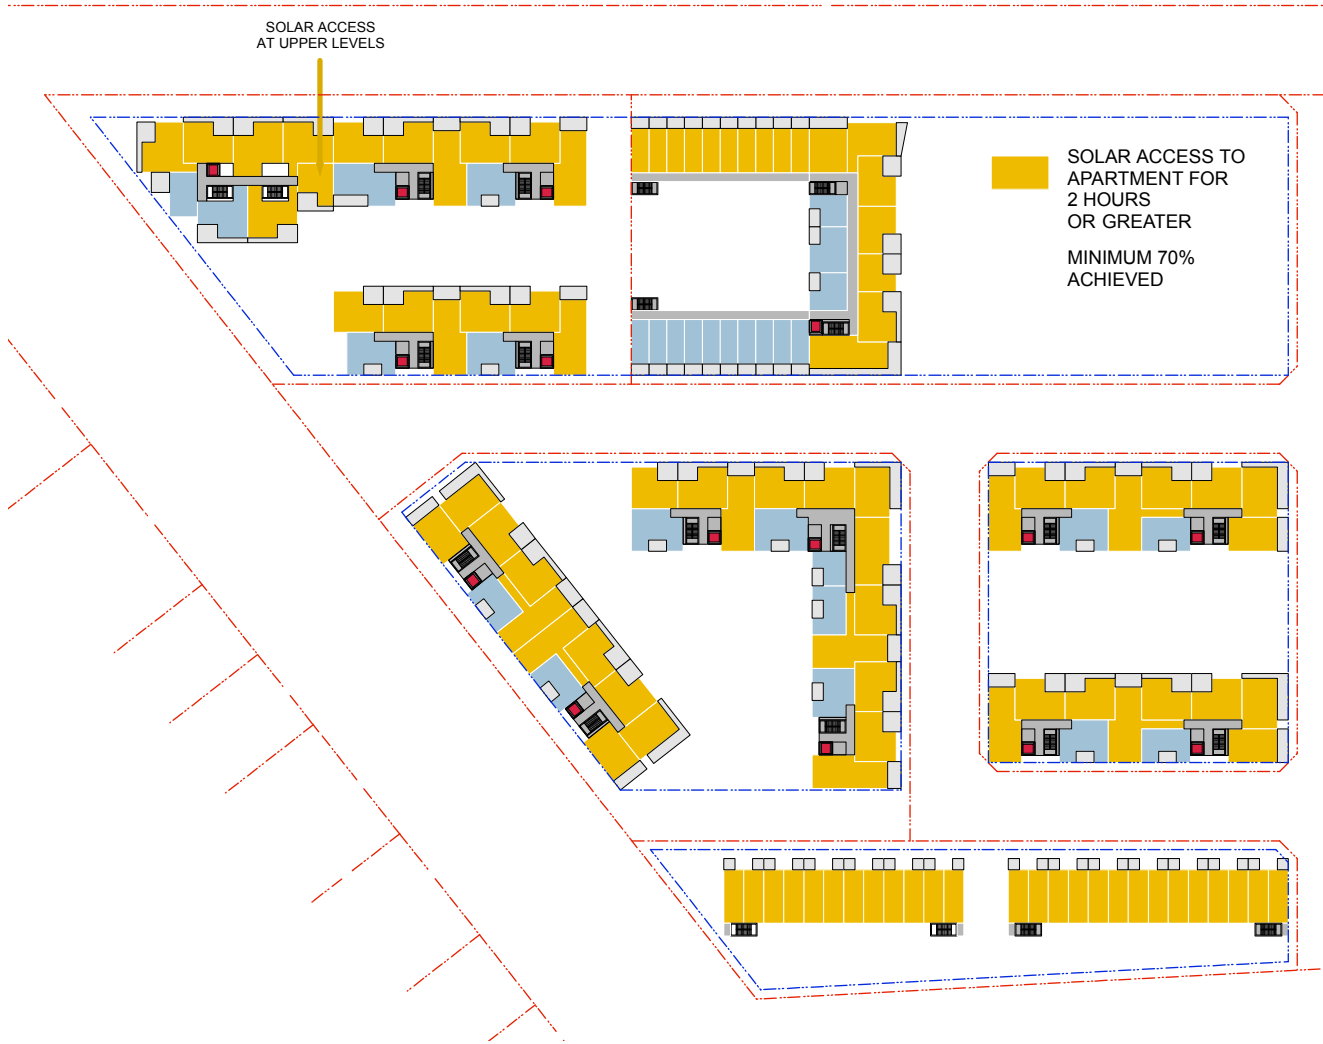 SOLAR ACCESS
AT UPPER LEVELS
SOLAR ACCESS TO
APARTMENT FOR
2 HOURS
OR GREATER
MINIMUM 70%
ACHIEVED